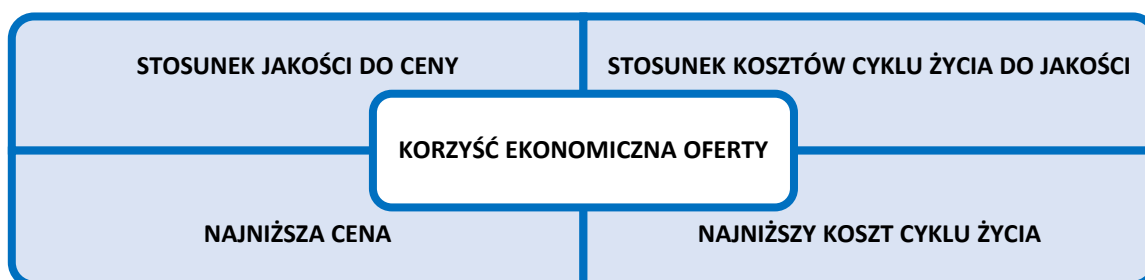 STOSUNEK JAKOŚCI DO CENY
STOSUNEK KOSZTÓW CYKLU ŻYCIA DO JAKOŚCI
KORZYŚĆ EKONOMICZNA OFERTY
NAJNIŻSZA CENA
NAJNIŻSZY KOSZT CYKLU ŻYCIA